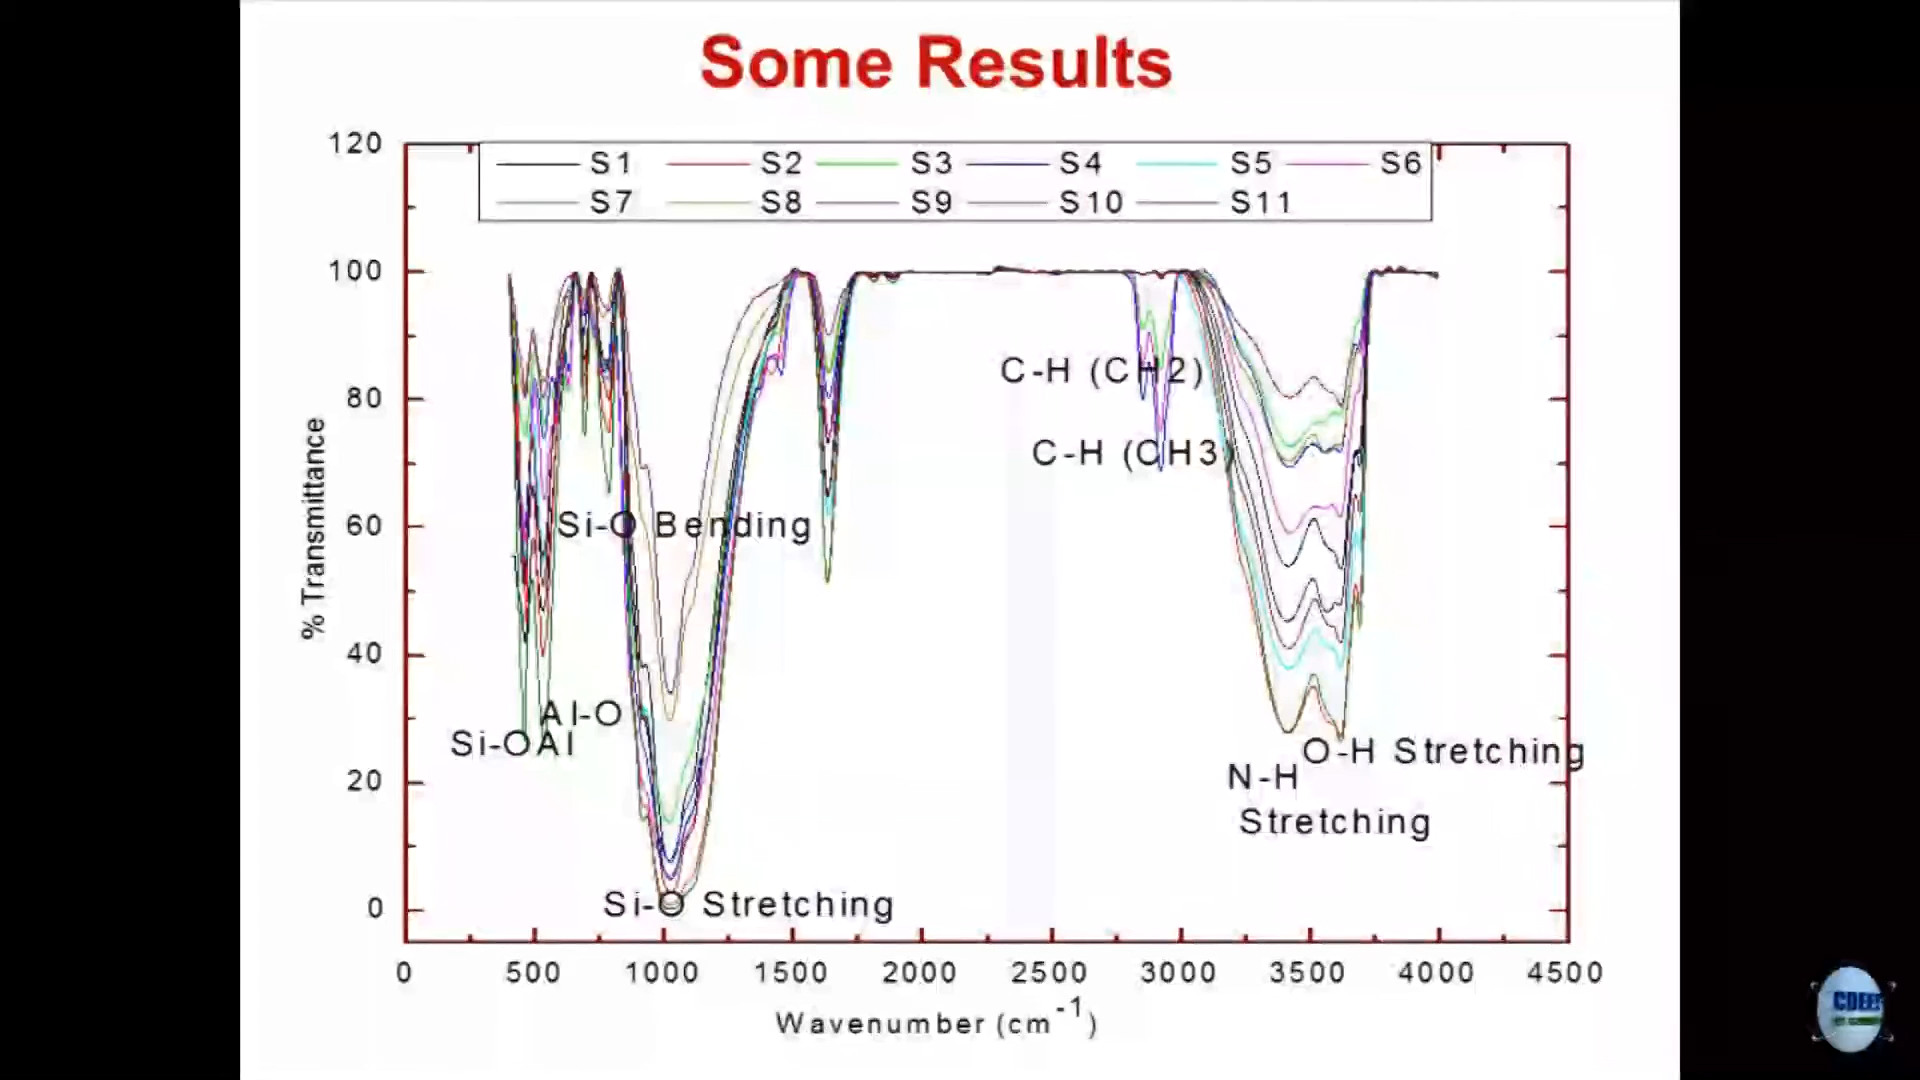 Some Results
120
S1 S2 S3 S4 S5 S6
S7 S8 S9 S10 S11
100
C-H (CH2)
80
C-H (CH3)
% Transmittance
60
Si-O Bending
40
Al-O
Si-OAl
O-H Stretching
20
N-H
Stretching
0
Si-O Stretching
0 500 1000 1500 2000 2500 3000 3500 4000 4500
Wavenumber (cm-1)
CDEEP